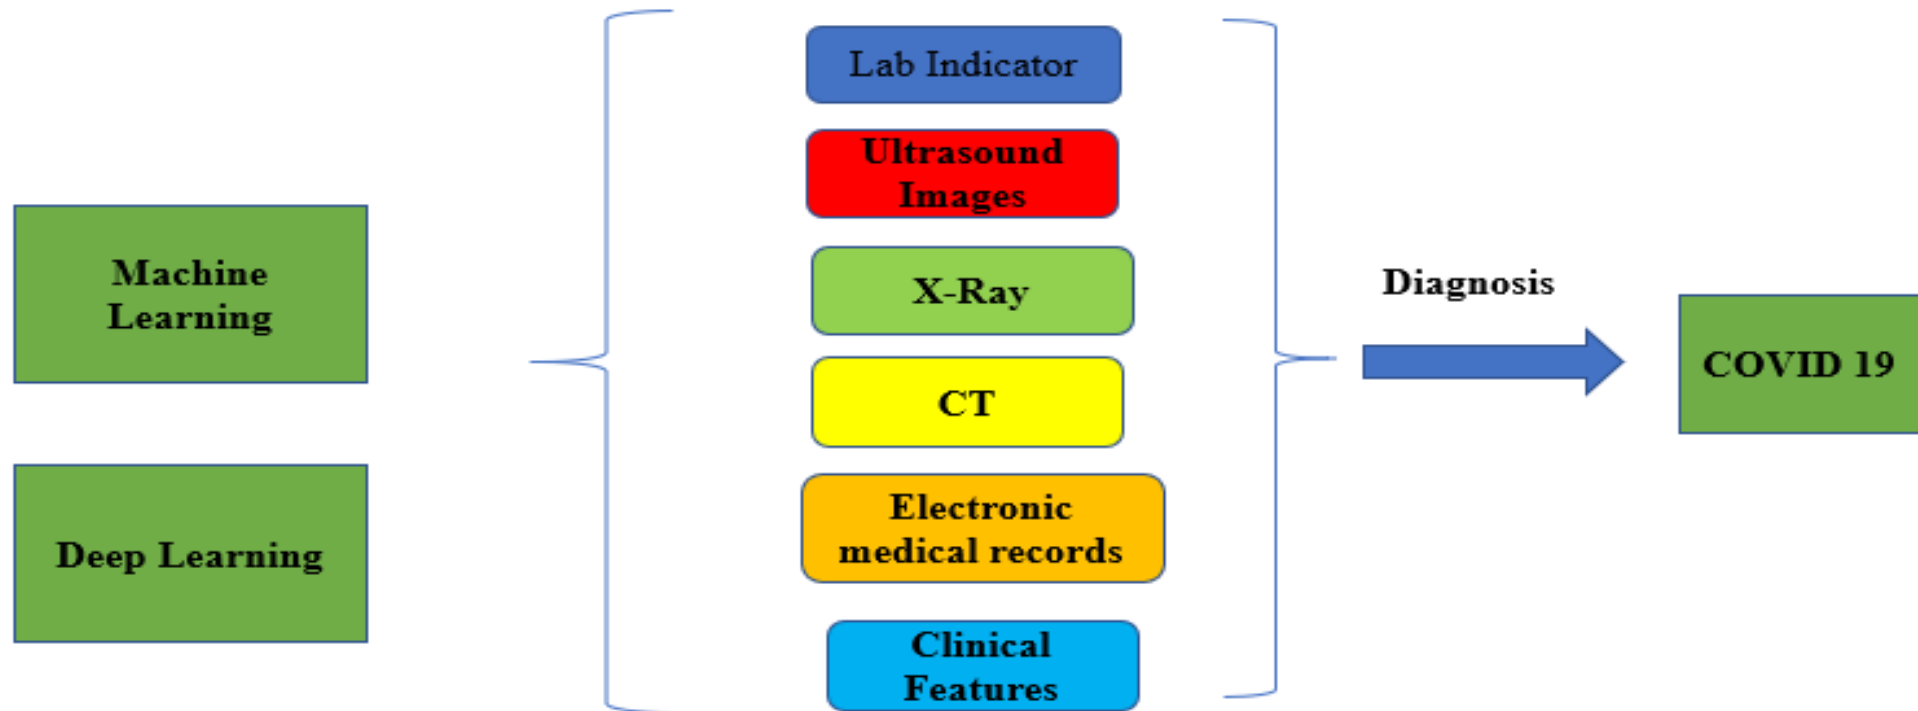 Machine
Learning
Deep Learning
Lab Indicator
Ultrasound
Images
X-Ray
CT
Electronic
medical records
Clinical
Features
Diagnosis
COVID 19